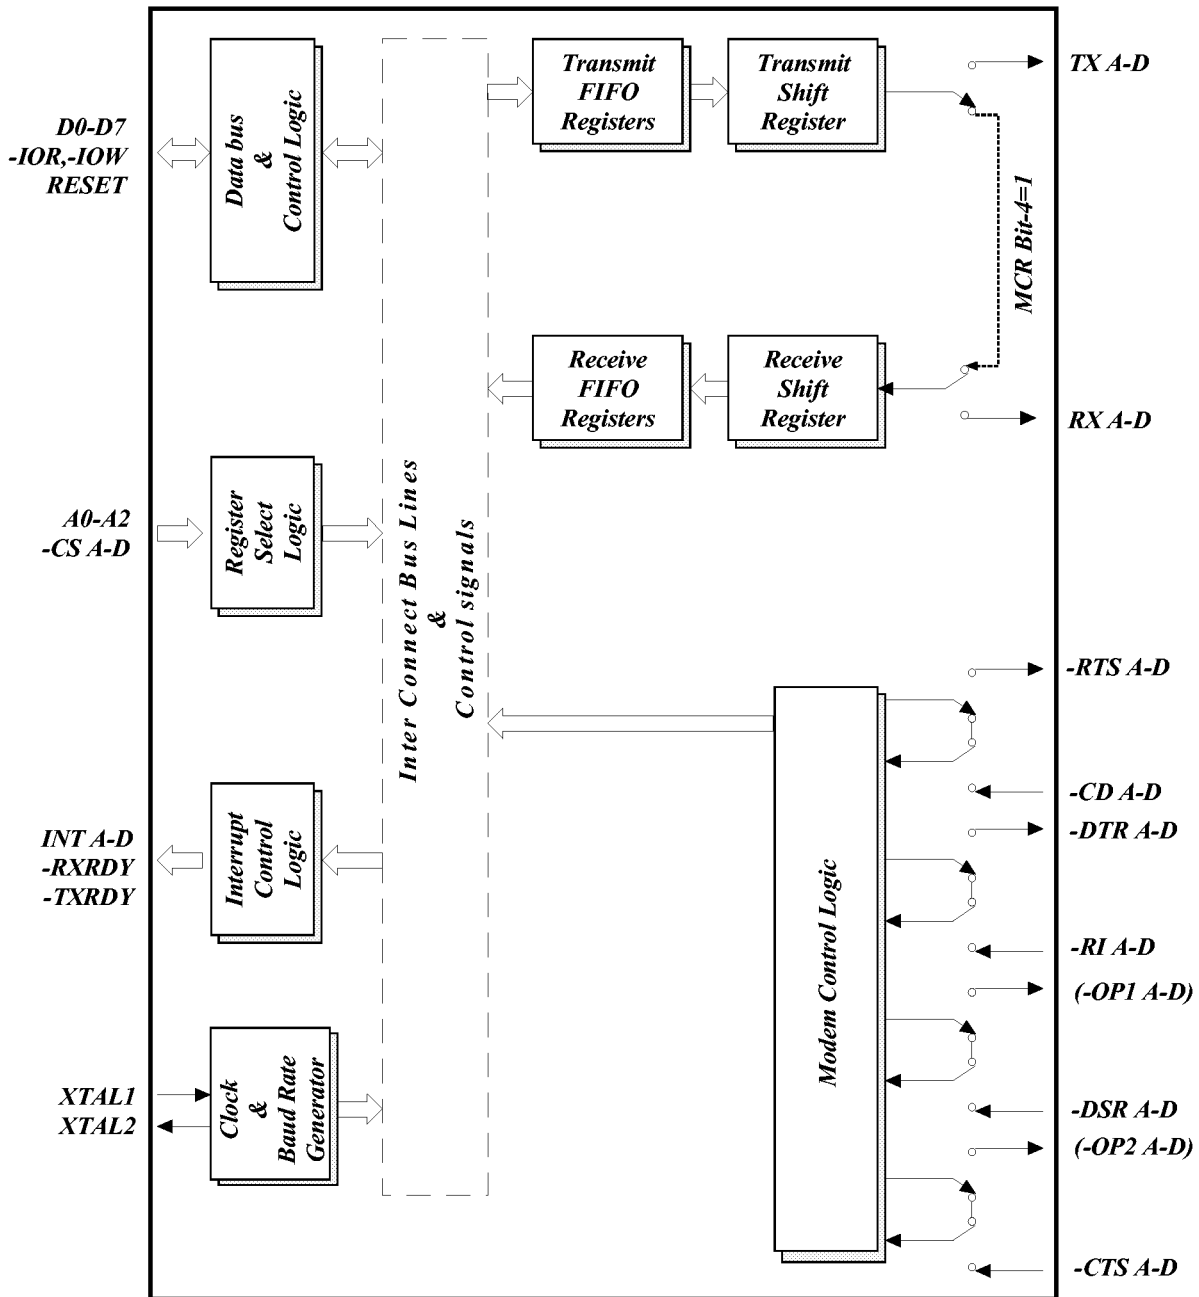 D0-D7
-IOR,-IOW
RESET
Data bus
&
Control Logic
A0-A2
-CS A-D
Register
Select
Logic
INT A-D
-RXRDY
-TXRDY
Interrupt
Control
Logic
XTAL1
XTAL2
Clock
&
Baud Rate
Generator
Inter Connect Bus Lines
&
Control signals
Transmit
FIFO
Registers
Transmit
Shift
Register
TX A-D
MCR Bit-4=1
Receive
FIFO
Registers
Receive
Shift
Register
RX A-D
Modem Control Logic
-RTS A-D
-CD A-D
-DTR A-D
-RI A-D
(-OP1 A-D)
-DSR A-D
(-OP2 A-D)
-CTS A-D